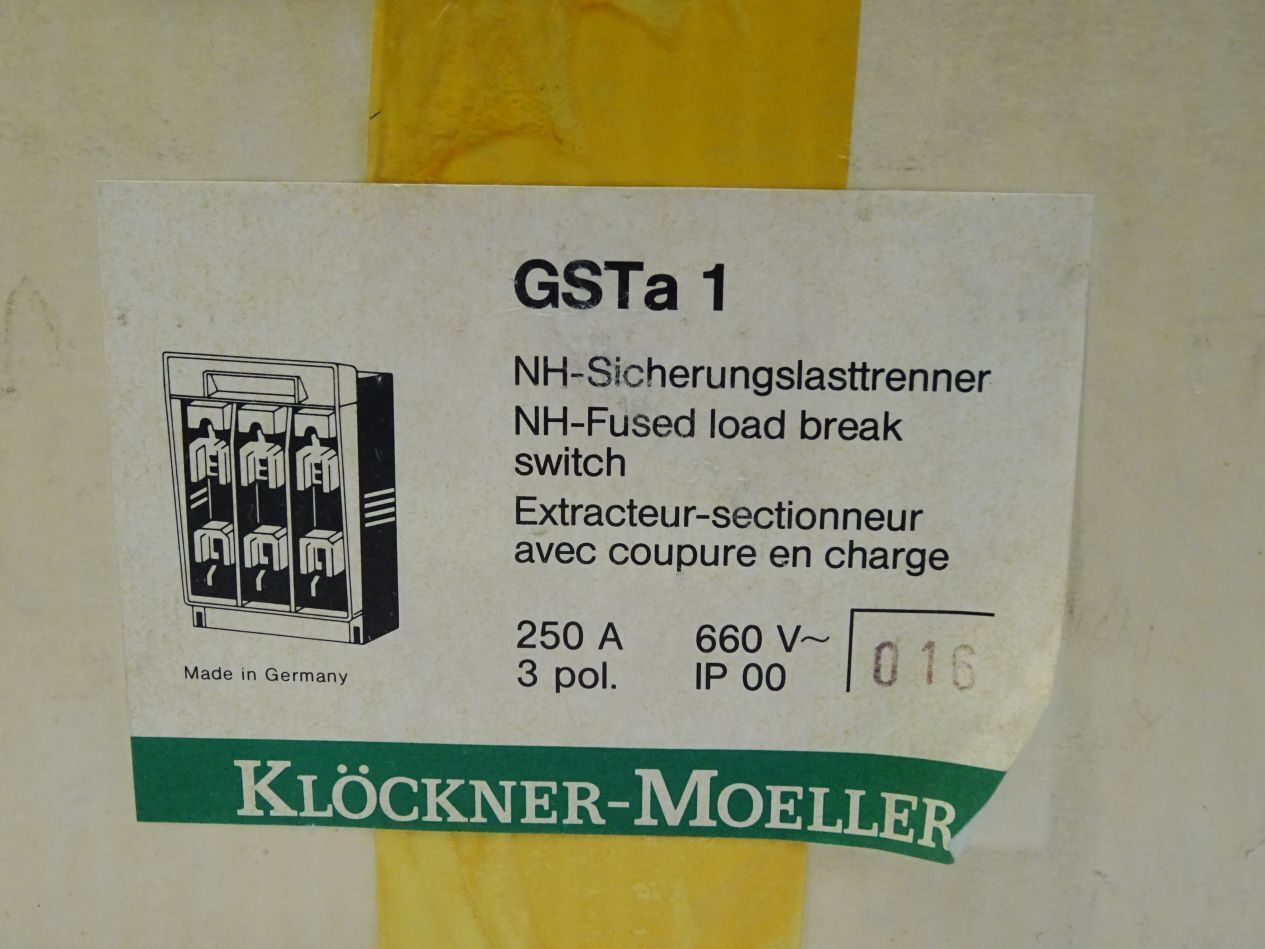 GSTa 1
NH-Sicherungslasttrenner
NH-Fused load break
switch
Extracteur-sectionneur
avec coupure en charge
250 A 660 V~
3 pol. IP 00
016
Made in Germany
KLÖCKNER-MOELLER